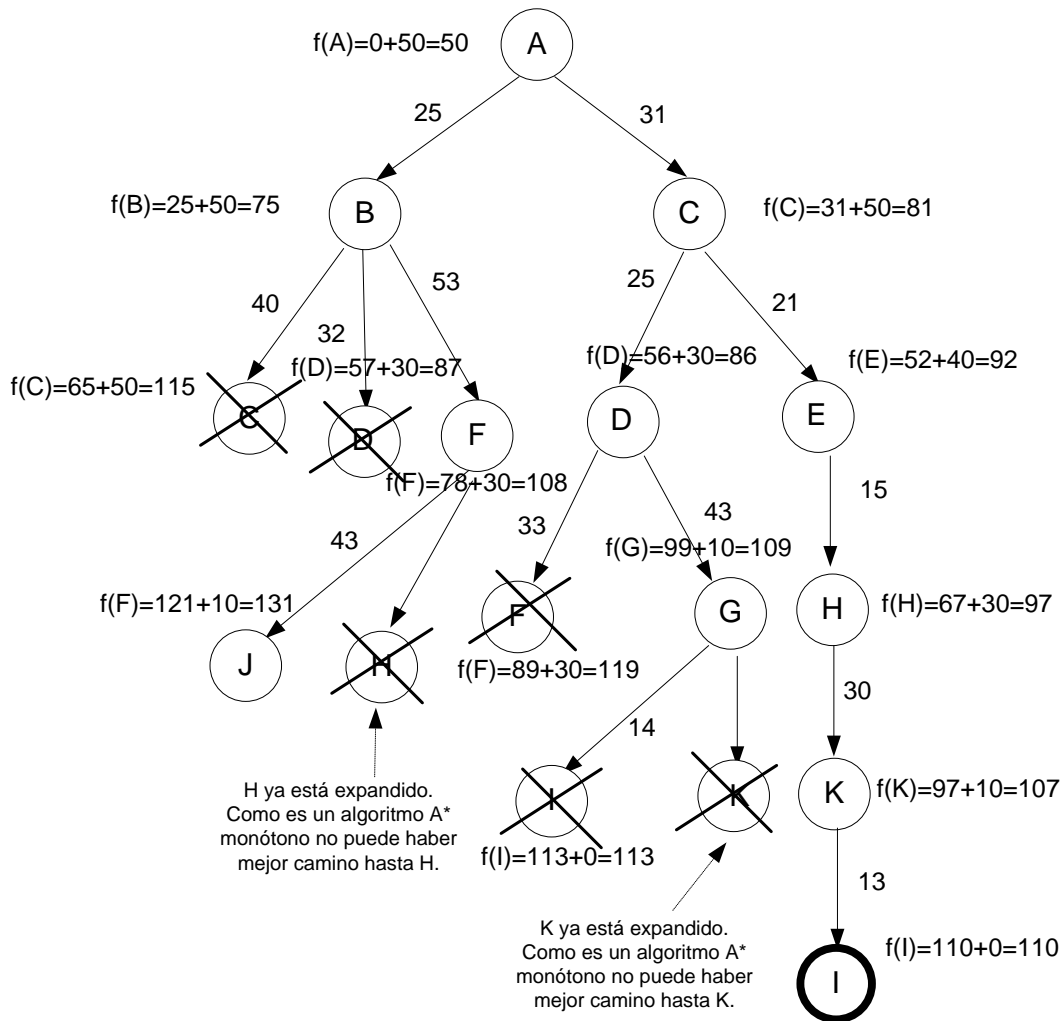 f(A)=0+50=50
A
25
31
f(B)=25+50=75
B
C
f(C)=31+50=81
40
32
53
25
21
f(D)=57+30=87
f(D)=56+30=86
f(E)=52+40=92
f(C)=65+50=115
C
D
F
D
E
f(F)=78+30=108
15
43
33
43
f(G)=99+10=109
f(F)=121+10=131
J
H
F
G
H
f(H)=67+30=97
f(F)=89+30=119
14
30
H ya está expandido.
Como es un algoritmo A*
monótono no puede haber
mejor camino hasta H.
I
K
K
f(K)=97+10=107
f(I)=113+0=113
13
K ya está expandido.
Como es un algoritmo A*
monótono no puede haber
mejor camino hasta K.
f(I)=110+0=110
I